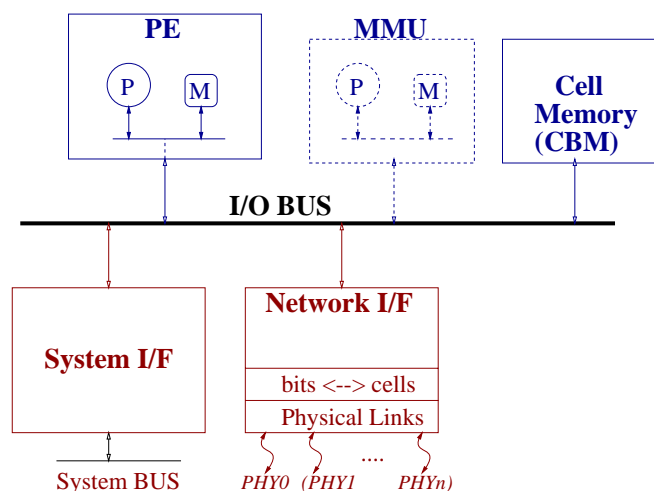 PE
MMU
P
M
P
M
Cell
Memory
(CBM)
I/O BUS
System I/F
Network I/F
bits <--> cells
Physical Links
System BUS
PHY0 (PHY1 .... PHYn)